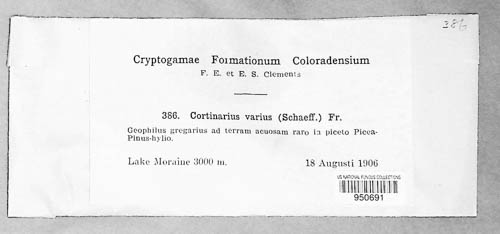 386
Cryptogamae Formationum Coloradensium
F. E. et E. S. Clements
386. Cortinarius varius (Schaeff.) Fr.
Geophilus gregarius ad terram acuosam raro in piceto Picea-
Pinus-hylio.
Lake Moraine 3000 m.
18 Augusti 1906
US NATIONAL FUNGUS COLLECTIONS
950691